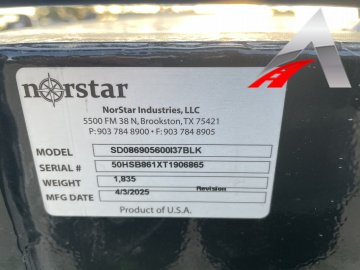 norstar
NorStar Industries, LLC
5500 FM 38 N, Brookston, TX 75421
P: 903 784 8900 • F: 903 784 8905
MODEL SD086905600I37BLK
SERIAL # 50HSB861XT1906865
WEIGHT 1,835
MFG DATE 4/3/2025 Revision
Product of U.S.A.